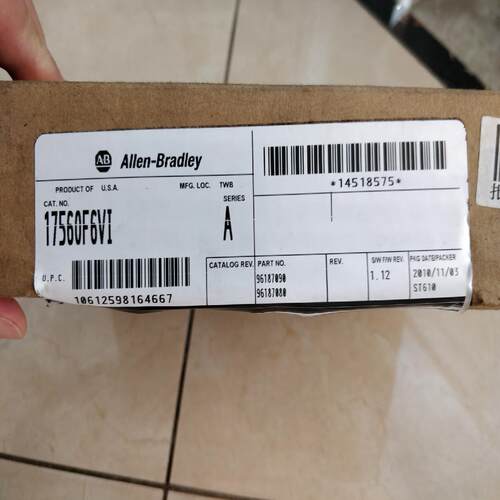 AB Allen-Bradley
PRODUCT OF U.S.A. MFG. LOC. TWB
CAT. NO. SERIES
1756OF6VI A
*14518575*
U.P.C.
10612598164667
CATALOG REV. PART NO. REV. S/W F/W REV. PKG DATE/PACKER
96187090 1.12 2010/11/03
96187080 ST610